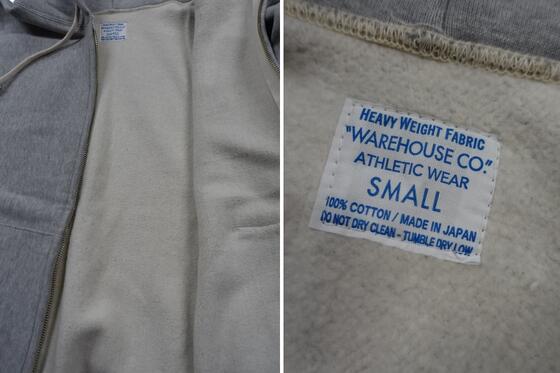 HEAVY WEIGHT FABRIC
"WAREHOUSE CO."
ATHLETIC WEAR
SMALL
100% COTTON / MADE IN JAPAN
DO NOT DRY CLEAN - TUMBLE DRY LOW